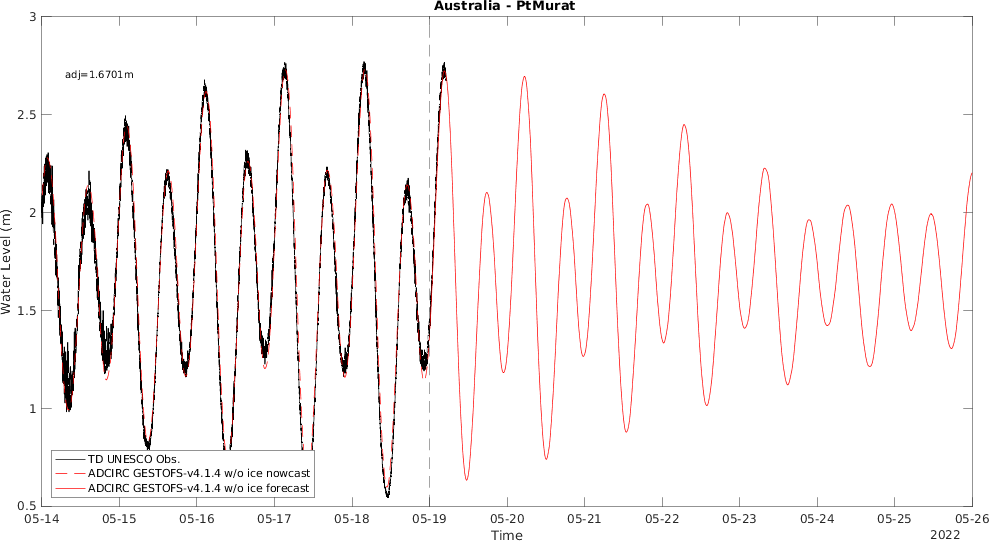 Australia - PtMurat
adj=1.6701m
3
2.5
2
1.5
1
0.5
Water Level (m)
TD UNESCO Obs.
ADCIRC GESTOFS-v4.1.4 w/o ice nowcast
ADCIRC GESTOFS-v4.1.4 w/o ice forecast
05-14 05-15 05-16 05-17 05-18 05-19 05-20 05-21 05-22 05-23 05-24 05-25 05-26
Time
2022